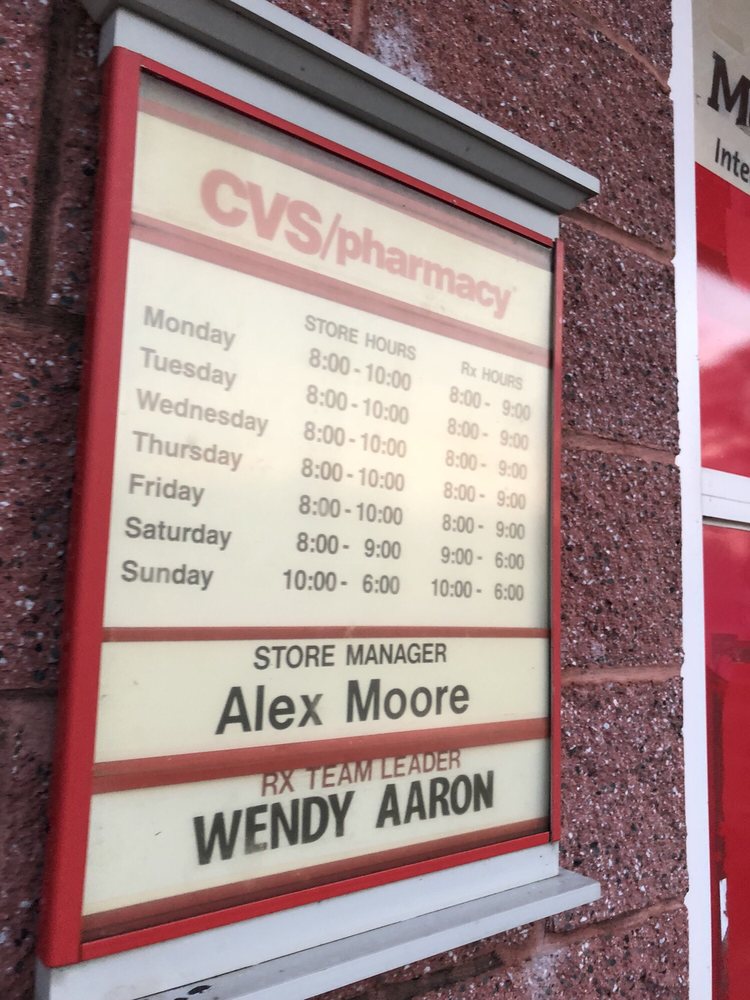 CVS/pharmacy
STORE HOURS Rx HOURS
Monday 8:00 - 10:00 8:00 - 9:00
Tuesday 8:00 - 10:00 8:00 - 9:00
Wednesday 8:00 - 10:00 8:00 - 9:00
Thursday 8:00 - 10:00 8:00 - 9:00
Friday 8:00 - 10:00 8:00 - 9:00
Saturday 8:00 - 9:00 9:00 - 6:00
Sunday 10:00 - 6:00 10:00 - 6:00
STORE MANAGER
Alex Moore
RX TEAM LEADER
WENDY AARON